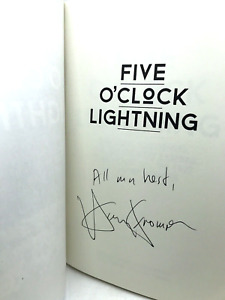 FIVE
O'CLOCK
LIGHTNING
All my best,